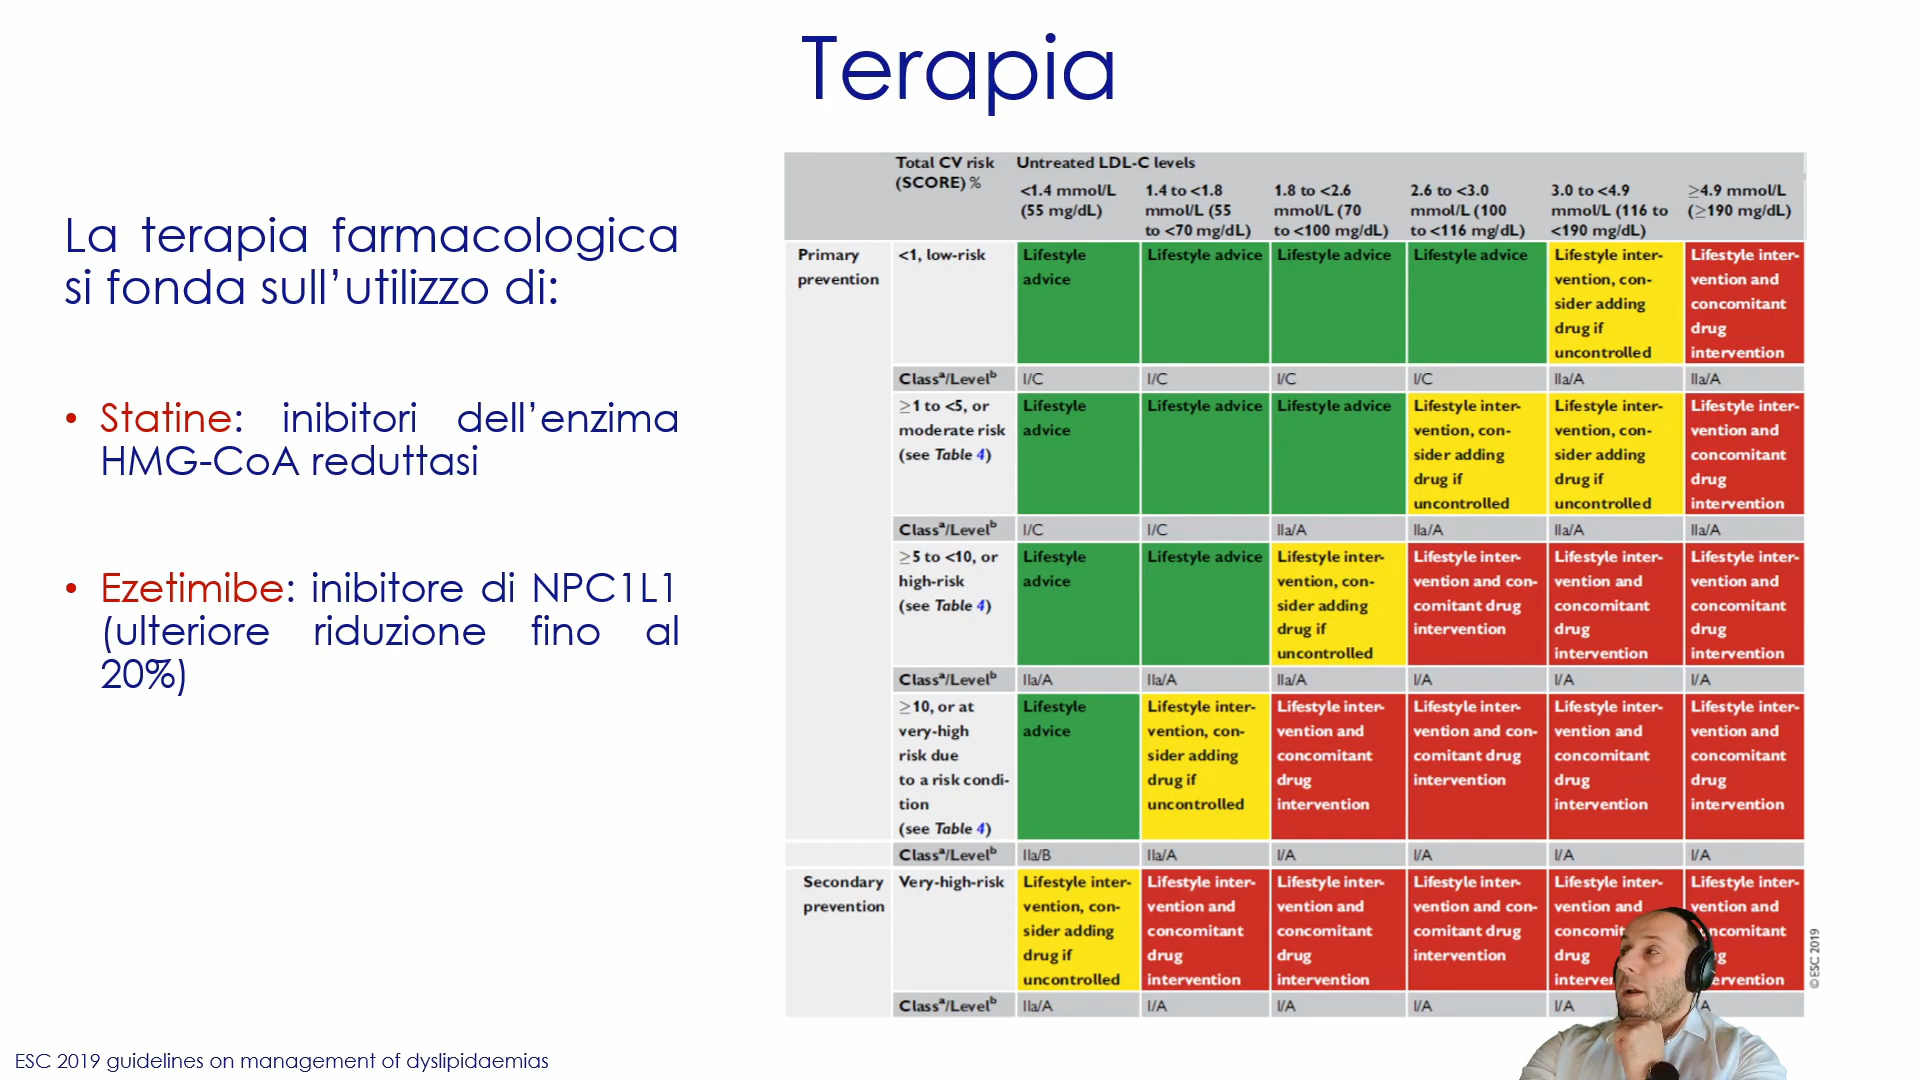 Terapia
La terapia farmacologica
si fonda sull’utilizzo di:
• Statine: inibitori dell’enzima
HMG-CoA reduttasi
• Ezetimibe: inibitore di NPC1L1
(ulteriore riduzione fino al
20%)
Total CV risk
(SCORE) %
Untreated LDL-C levels
<1.4 mmol/L
(55 mg/dL)
1.4 to <1.8
mmol/L (55
to <70 mg/dL)
1.8 to <2.6
mmol/L (70
to <100 mg/dL)
2.6 to <3.0
mmol/L (100
to <116 mg/dL)
3.0 to <4.9
mmol/L (116 to
<190 mg/dL)
≥4.9 mmol/L
(≥190 mg/dL)
Primary
prevention
<1, low-risk
Lifestyle
advice
Lifestyle advice
Lifestyle advice
Lifestyle advice
Lifestyle inter-
vention, con-
sider adding
drug if
uncontrolled
Lifestyle inter-
vention and
concomitant
drug
intervention
Classᵃ/Levelᵇ
I/C
I/C
I/C
I/C
IIa/A
IIa/A
≥1 to <5, or
moderate risk
(see Table 4)
Lifestyle
advice
Lifestyle advice
Lifestyle advice
Lifestyle inter-
vention, con-
sider adding
drug if
uncontrolled
Lifestyle inter-
vention, con-
sider adding
drug if
uncontrolled
Lifestyle inter-
vention and
concomitant
drug
intervention
Classᵃ/Levelᵇ
I/C
I/C
IIa/A
IIa/A
IIa/A
IIa/A
≥5 to <10, or
high-risk
(see Table 4)
Lifestyle
advice
Lifestyle advice
Lifestyle inter-
vention, con-
sider adding
drug if
uncontrolled
Lifestyle inter-
vention and con-
comitant drug
intervention
Lifestyle inter-
vention and
concomitant
drug
intervention
Lifestyle inter-
vention and
concomitant
drug
intervention
Classᵃ/Levelᵇ
IIa/A
IIa/A
IIa/A
I/A
I/A
I/A
≥10, or at
very-high
risk due
to a risk condi-
tion
(see Table 4)
Lifestyle
advice
Lifestyle inter-
vention, con-
sider adding
drug if
uncontrolled
Lifestyle inter-
vention and
concomitant
drug
intervention
Lifestyle inter-
vention and con-
comitant drug
intervention
Lifestyle inter-
vention and
concomitant
drug
intervention
Lifestyle inter-
vention and
concomitant
drug
intervention
Classᵃ/Levelᵇ
IIa/B
IIa/A
I/A
I/A
I/A
I/A
Secondary
prevention
Very-high-risk
Lifestyle inter-
vention, con-
sider adding
drug if
uncontrolled
Lifestyle inter-
vention and
concomitant
drug
intervention
Lifestyle inter-
vention and
concomitant
drug
intervention
Lifestyle inter-
vention and con-
comitant drug
intervention
Lifestyle inter-
vention and
drug
Lifestyle inter-
vention and
Classᵃ/Levelᵇ
IIa/A
I/A
I/A
I/A
I/A
©ESC 2019
ESC 2019 guidelines on management of dyslipidaemias